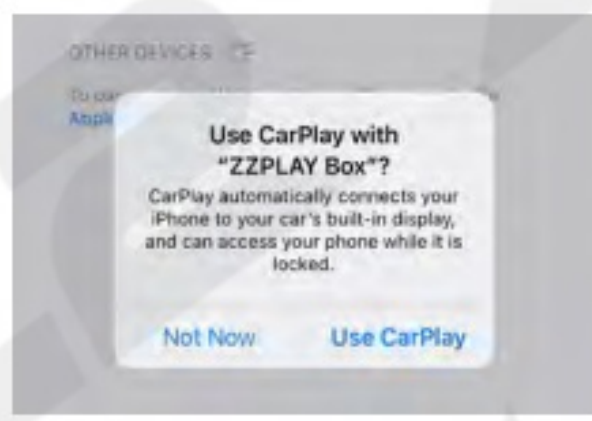 OTHER DEVICES
To
Use CarPlay with
"ZZPLAY Box"?
CarPlay automatically connects your
iPhone to your car's built-in display,
and can access your phone while it is
locked.
Not Now Use CarPlay